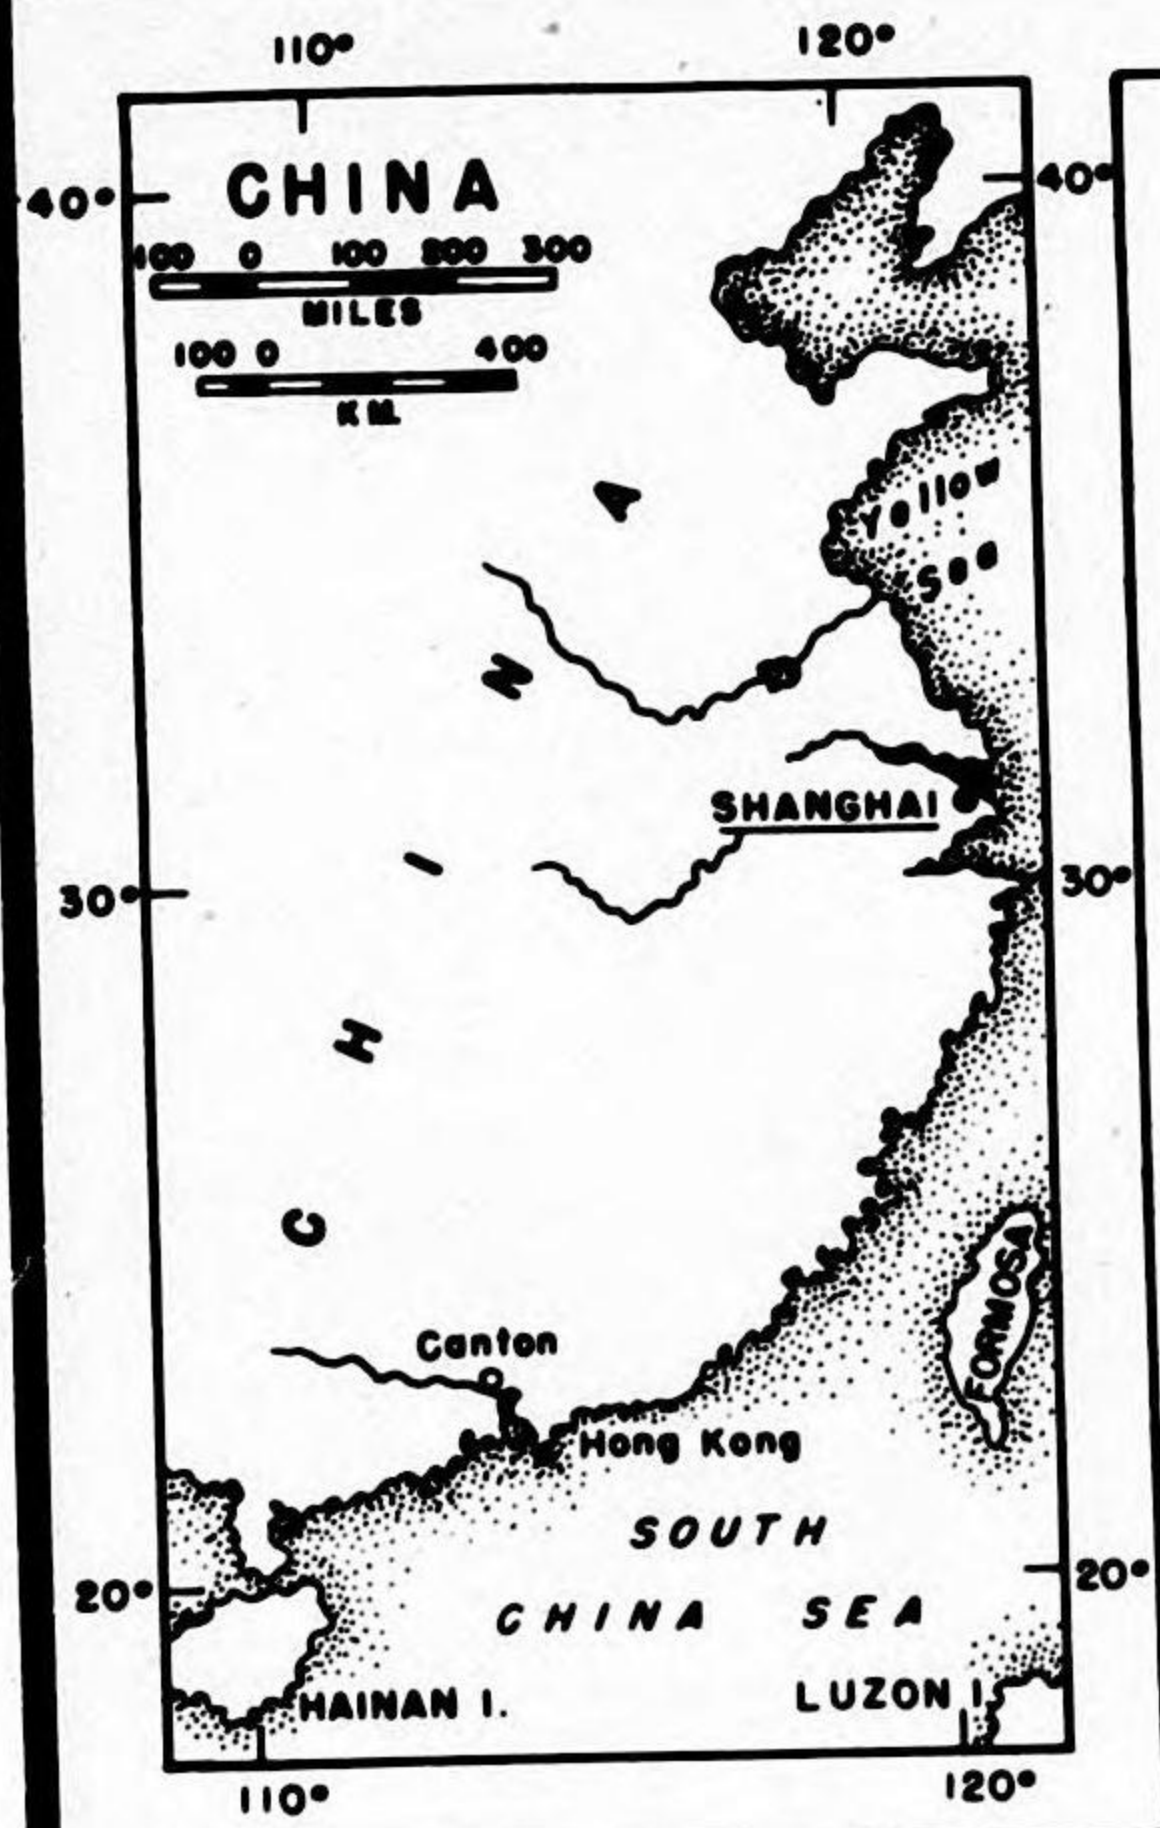 110° 120°
40° 40°
CHINA
100 0 100 200 300
MILES
100 0 400
KM.
Yellow
Sea
CHINA
SHANGHAI
30° 30°
FORMOSA
Canton
Hong Kong
SOUTH
CHINA SEA
20° 20°
HAINAN I. LUZON I.
110° 120°